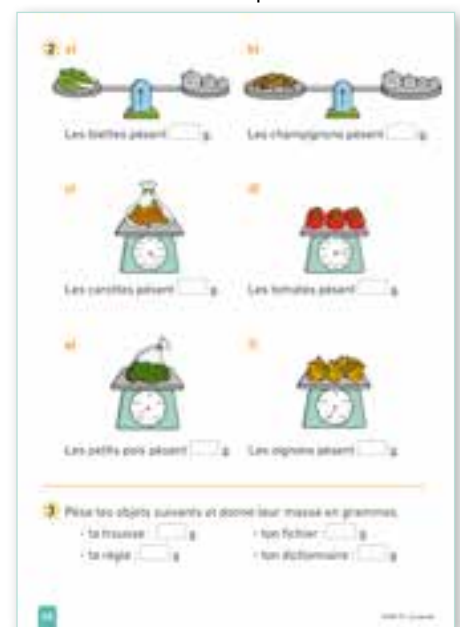 2 a) b)
Les blettes pèsent g. Les champignons pèsent g.
c) d)
Les carottes pèsent g. Les tomates pèsent g.
e) f)
Les petits pois pèsent g. Les oignons pèsent g.
3 Pèse les objets suivants et donne leur masse en grammes.
• ta trousse : g • ton fichier : g
• ta règle : g • ton dictionnaire : g